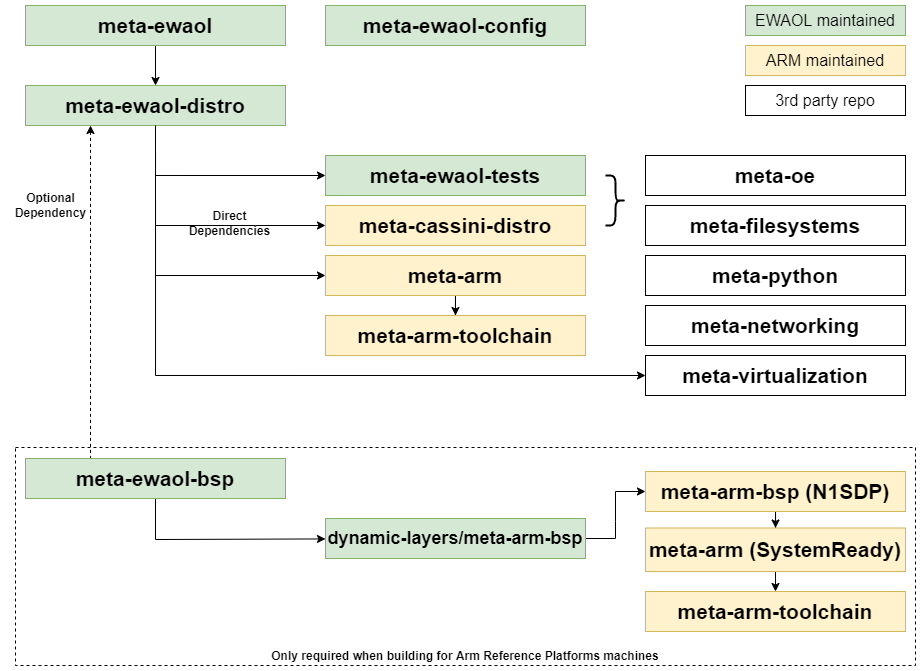 meta-ewaol
meta-ewaol-config
EWAOL maintained
ARM maintained
3rd party repo
meta-ewaol-distro
Optional
Dependency
Direct
Dependencies
meta-ewaol-tests
meta-cassini-distro
meta-arm
meta-arm-toolchain
meta-oe
meta-filesystems
meta-python
meta-networking
meta-virtualization
meta-ewaol-bsp
dynamic-layers/meta-arm-bsp
meta-arm-bsp (N1SDP)
meta-arm (SystemReady)
meta-arm-toolchain
Only required when building for Arm Reference Platforms machines